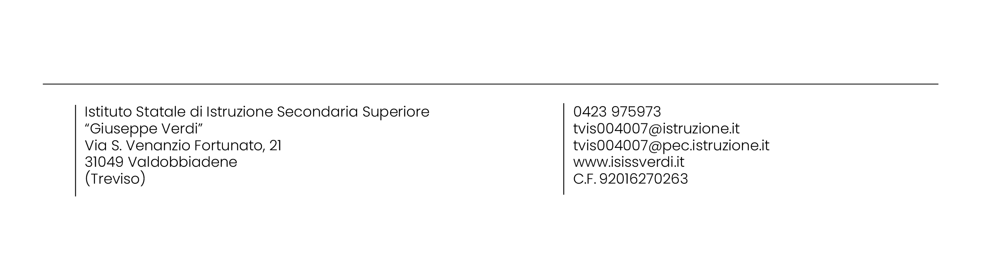 Istituto Statale di Istruzione Secondaria Superiore
“Giuseppe Verdi”
Via S. Venanzio Fortunato, 21
31049 Valdobbiadene
(Treviso)
0423 975973
tvis004007@istruzione.it
tvis004007@pec.istruzione.it
www.isissverdi.it
C.F. 92016270263